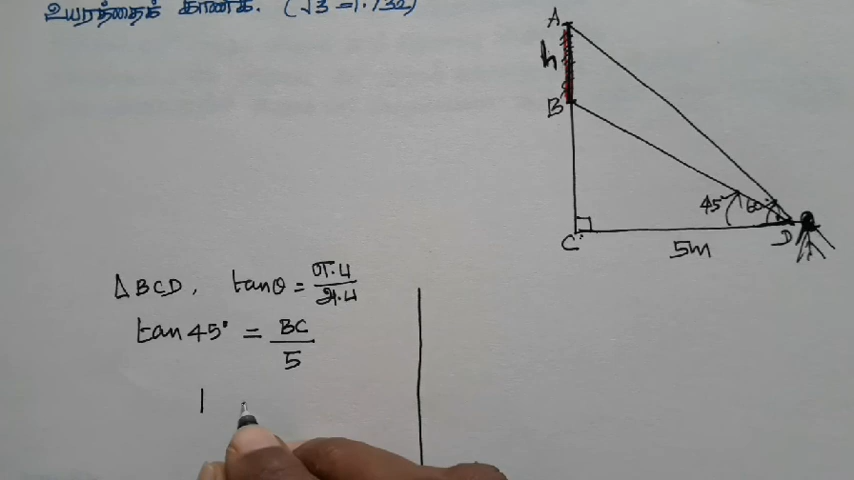 உயரத்தைக் காண்க. (√3 = 1.732)
A
h
B
45° 60°
C
D
5m
ΔBCD, tanθ = எ.ப/அ.ப
tan 45° = BC/5
1